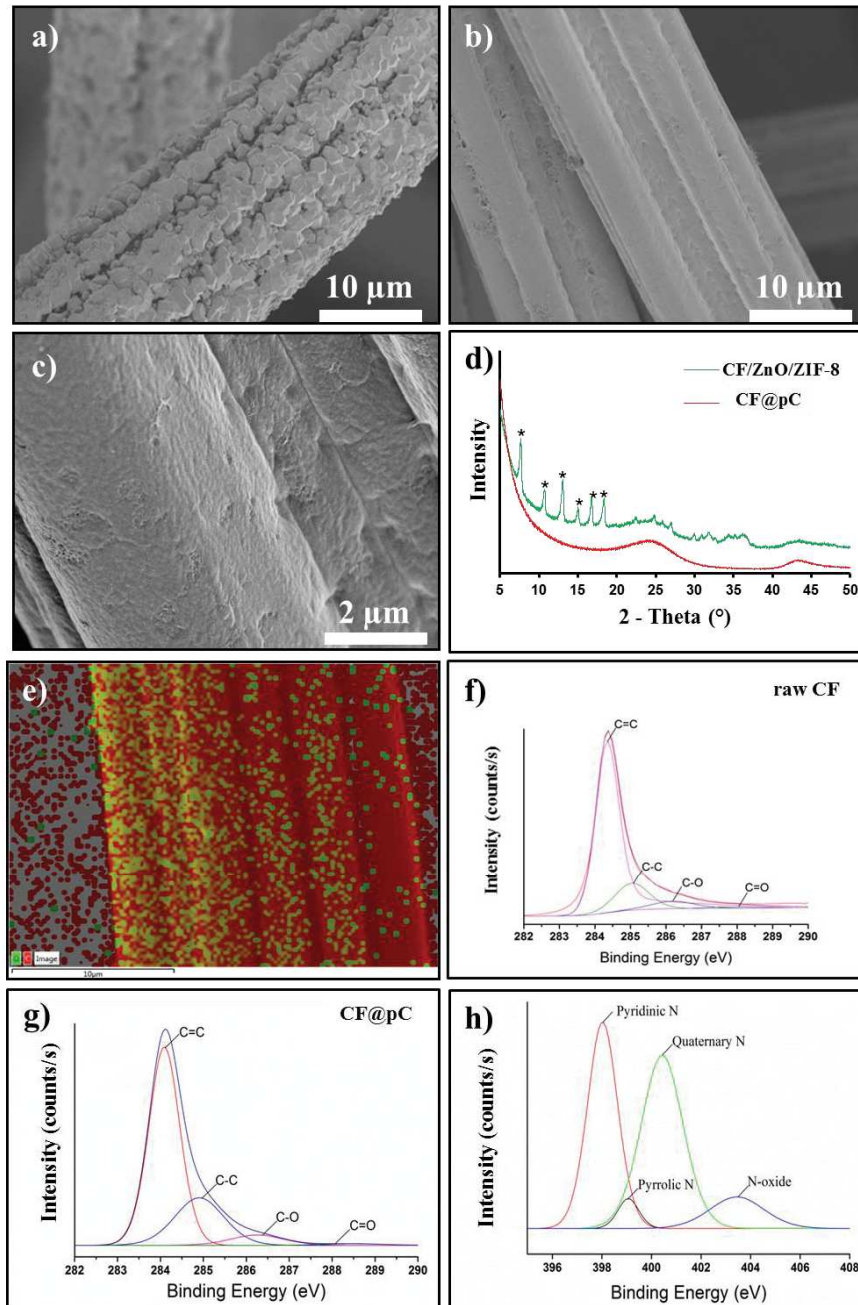 a)
10 µm
b)
10 µm
c)
2 µm
d)
CF/ZnO/ZIF-8
CF@pC
* * * * * *
Intensity
5 10 15 20 25 30 35 40 45 50
2 - Theta (°)
e)
Image
10µm
f)
raw CF
C=C
C-C
C-O
C=O
Intensity (counts/s)
282 283 284 285 286 287 288 289 290
Binding Energy (eV)
g)
CF@pC
C=C
C-C
C-O
C=O
Intensity (counts/s)
282 283 284 285 286 287 288 289 290
Binding Energy (eV)
h)
Pyridinic N
Quaternary N
Pyrrolic N
N-oxide
Intensity (counts/s)
396 398 400 402 404 406 408
Binding Energy (eV)